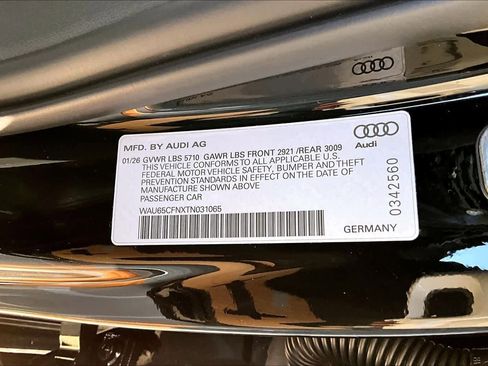 MFD. BY AUDI AG
01/26 GVWR LBS 5710 GAWR LBS FRONT 2921 /REAR 3009
THIS VEHICLE CONFORMS TO ALL APPLICABLE U.S.
FEDERAL MOTOR VEHICLE SAFETY, BUMPER AND THEFT
PREVENTION STANDARDS IN EFFECT ON THE DATE OF
MANUFACTURE SHOWN ABOVE
PASSENGER CAR
WAU65CFNXTN031065
Audi
0342560
GERMANY